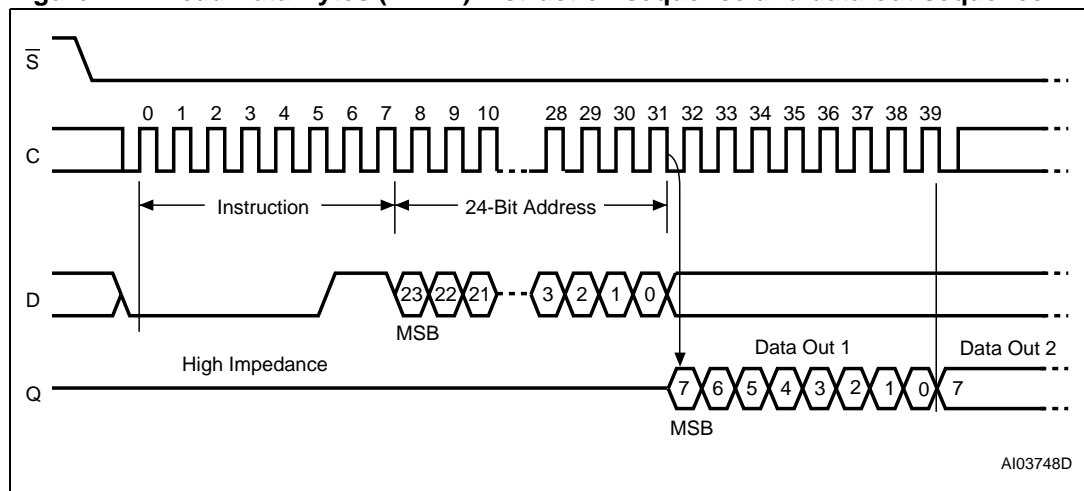 S
0 1 2 3 4 5 6 7 8 9 10 28 29 30 31 32 33 34 35 36 37 38 39
C
Instruction 24-Bit Address
D 23 22 21 3 2 1 0
MSB
High Impedance Data Out 1 Data Out 2
Q 7 6 5 4 3 2 1 0 7
MSB
AI03748D